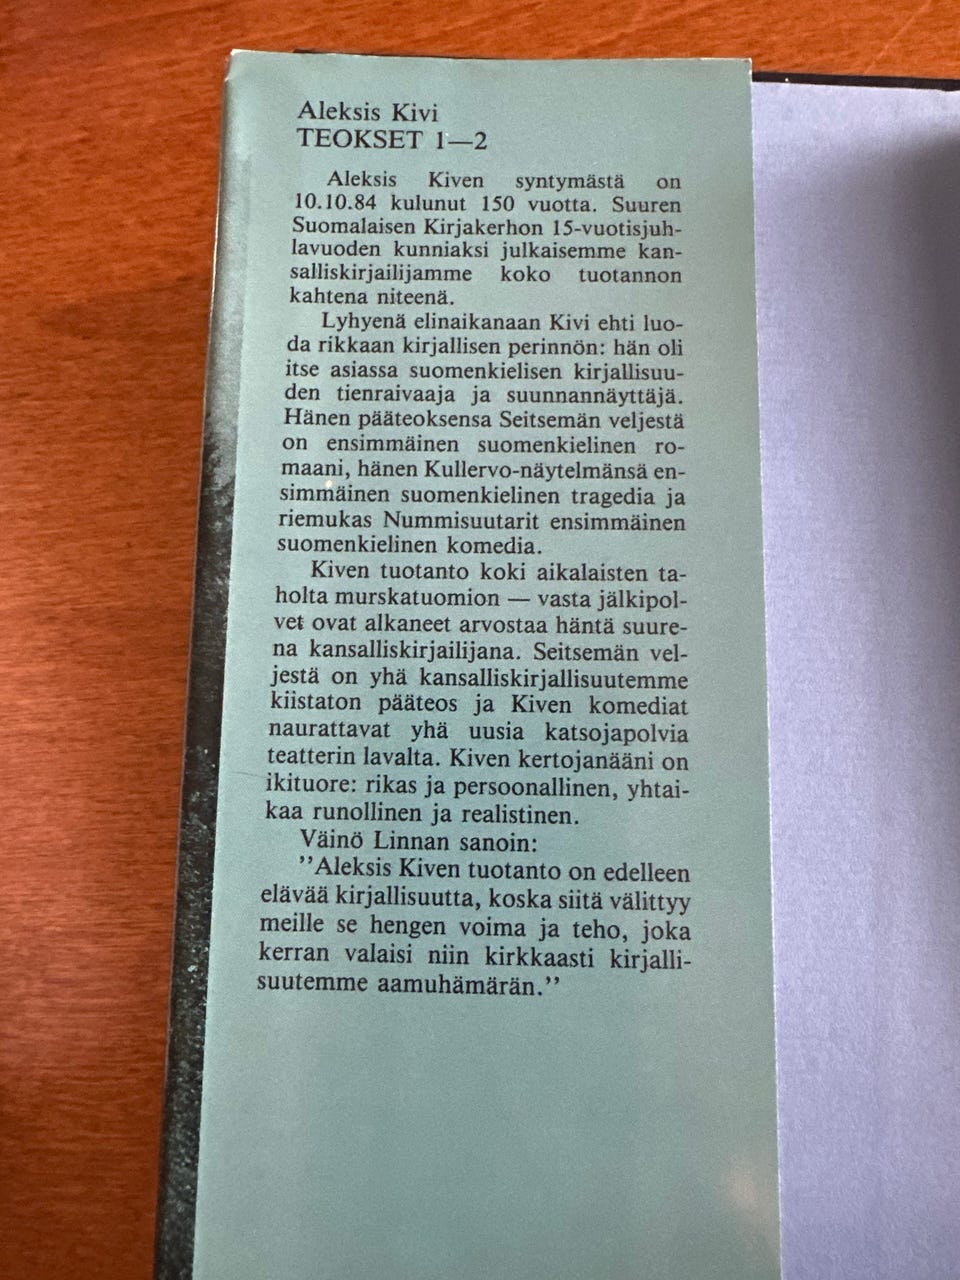 Aleksis Kivi
TEOKSET 1—2
Aleksis Kiven syntymästä on
10.10.84 kulunut 150 vuotta. Suuren
Suomalaisen Kirjakerhon 15-vuotisjuh-
lavuoden kunniaksi julkaisemme kan-
salliskirjailijamme koko tuotannon
kahtena niteenä.
Lyhyenä elinaikanaan Kivi ehti luo-
da rikkaan kirjallisen perinnön: hän oli
itse asiassa suomenkielisen kirjallisuu-
den tienraivaaja ja suunnannäyttäjä.
Hänen pääteoksensa Seitsemän veljestä
on ensimmäinen suomenkielinen ro-
maani, hänen Kullervo-näytelmänsä en-
simmäinen suomenkielinen tragedia ja
riemukas Nummisuutarit ensimmäinen
suomenkielinen komedia.
Kiven tuotanto koki aikalaisten ta-
holta murskatuomion — vasta jälkipol-
vet ovat alkaneet arvostaa häntä suure-
na kansalliskirjailijana. Seitsemän vel-
jestä on yhä kansalliskirjallisuutemme
kiistaton pääteos ja Kiven komediat
naurattavat yhä uusia katsojapolvia
teatterin lavalta. Kiven kertojanääni on
ikituore: rikas ja persoonallinen, yhtai-
kaa runollinen ja realistinen.
Väinö Linnan sanoin:
”Aleksis Kiven tuotanto on edelleen
elävää kirjallisuutta, koska siitä välittyy
meille se hengen voima ja teho, joka
kerran valaisi niin kirkkaasti kirjalli-
suutemme aamuhämärän.”